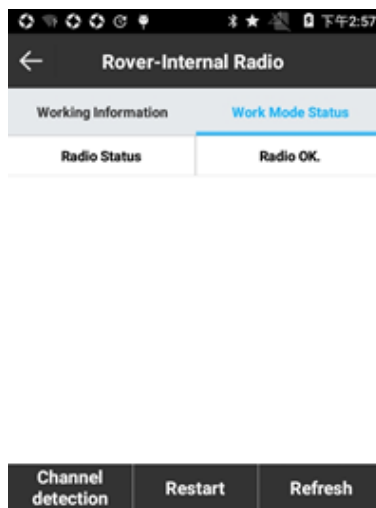 下午2:57
Rover-Internal Radio
Working Information
Work Mode Status
Radio Status
Radio OK.
Channel
detection
Restart
Refresh